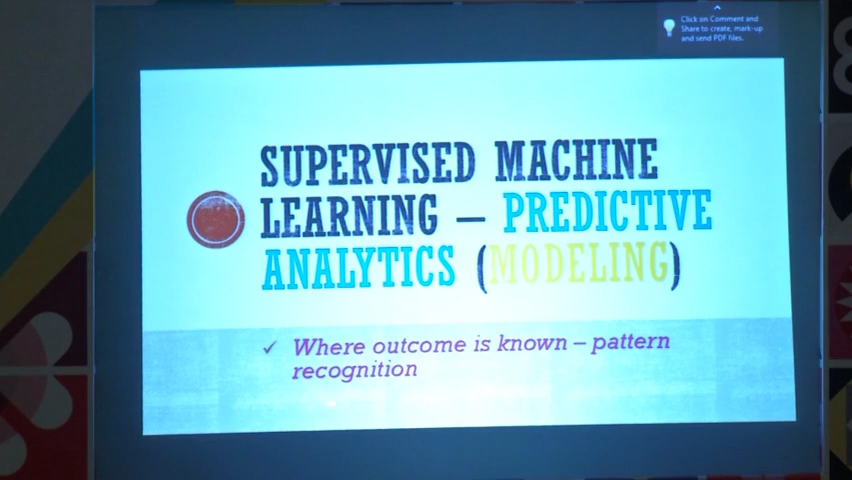 Click on Comment and
Share to create, mark-up
and send PDF files.
SUPERVISED MACHINE
LEARNING – PREDICTIVE
ANALYTICS (MODELING)
✓ Where outcome is known – pattern
recognition